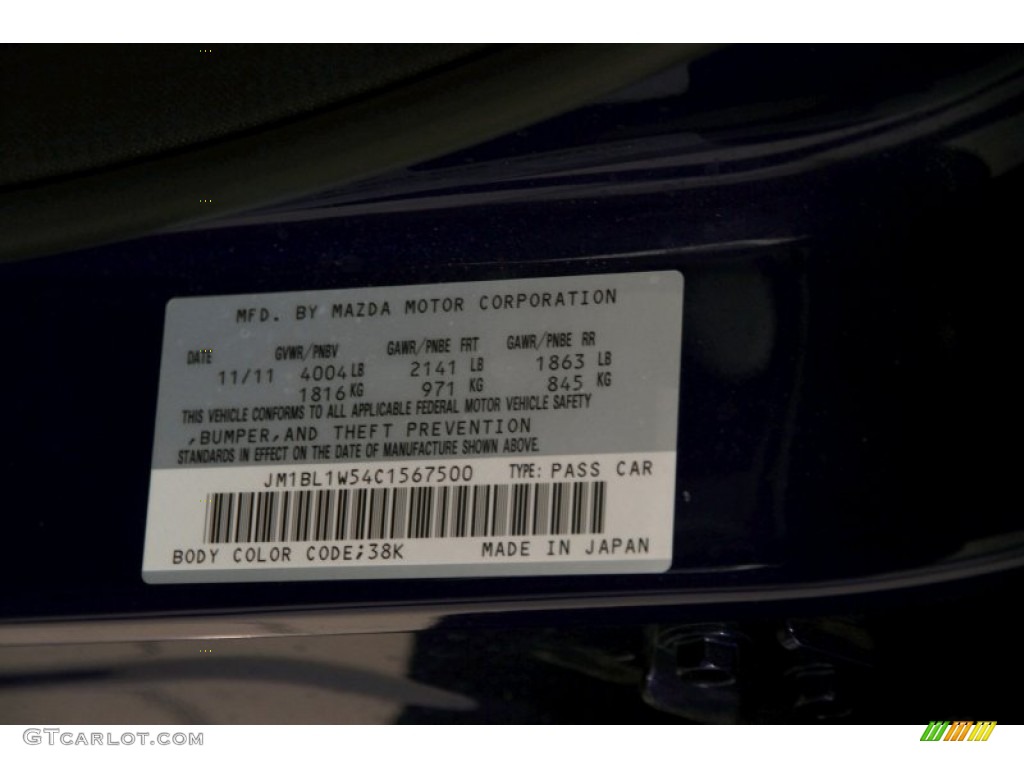 MFD. BY MAZDA MOTOR CORPORATION
DATE GVWR/PNBV GAWR/PNBE FRT GAWR/PNBE RR
11/11 4004 LB 2141 LB 1863 LB
1816 KG 971 KG 845 KG
THIS VEHICLE CONFORMS TO ALL APPLICABLE FEDERAL MOTOR VEHICLE SAFETY
,BUMPER,AND THEFT PREVENTION
STANDARDS IN EFFECT ON THE DATE OF MANUFACTURE SHOWN ABOVE.
JM1BL1W54C1567500 TYPE: PASS CAR
BODY COLOR CODE;38K MADE IN JAPAN
GTcarlot.com